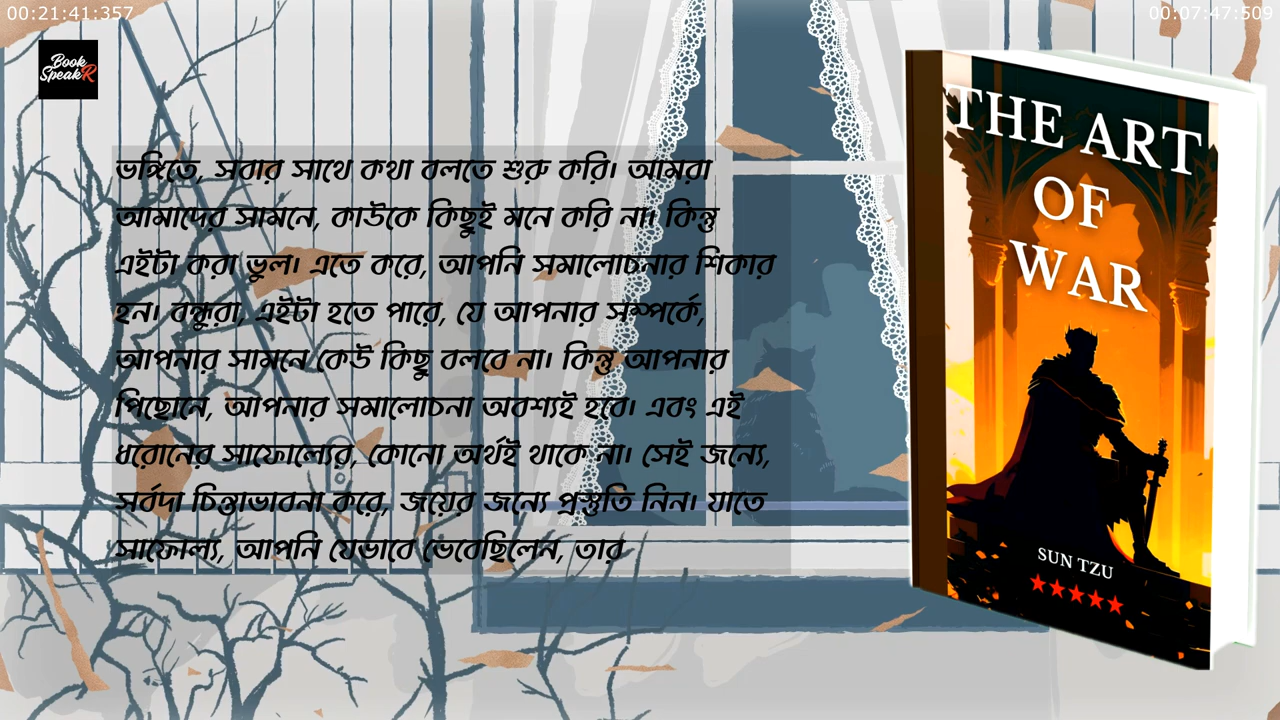 00:21:41:357
00:07:47:509
Book
SpeakR
ভঙ্গিতে, সবার সাথে কথা বলতে শুরু করি। আমরা
আমাদের সামনে, কাউকে কিছুই মনে করি না। কিন্তু
এইটা করা ভুল। এতে করে, আপনি সমালোচনার শিকার
হন। বন্ধুরা, এইটা হতে পারে, যে আপনার সম্পর্কে,
আপনার সামনে কেউ কিছু বলবে না। কিন্তু আপনার
পিছোনে, আপনার সমালোচনা অবশ্যই হবে। এবং এই
ধরোনের সাফোল্যের, কোনো অর্থই থাকে না। সেই জন্যে,
সর্বদা চিন্তাভাবনা করে, জয়ের জন্যে প্রস্তুতি নিন। যাতে
সাফোল্য, আপনি যেভাবে ভেবেছিলেন, তার
THE ART
OF
WAR
SUN TZU